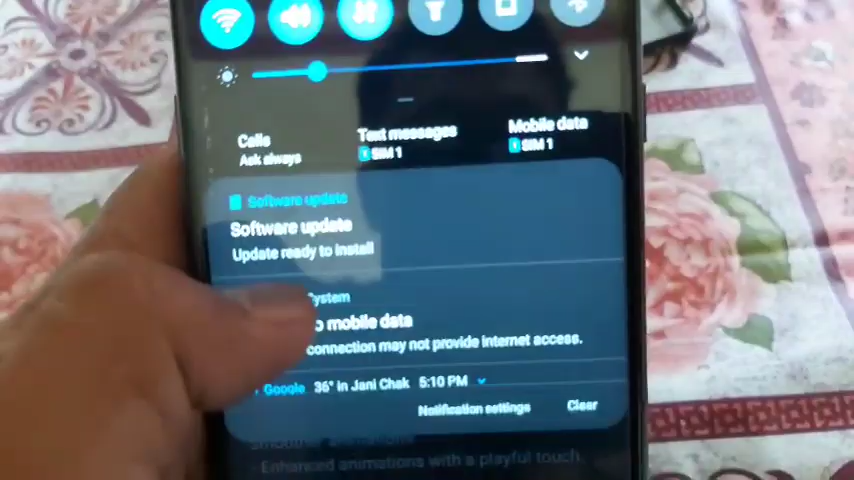 Calls
Ask always
Text messages
SIM 1
Mobile data
SIM 1
Software update
Software update
Update ready to install
System
o mobile data
connection may not provide internet access.
Google 36° in Jani Chak 5:10 PM
Notification settings
Clear
Smoother animations
- Enhanced animations with a playful touch.